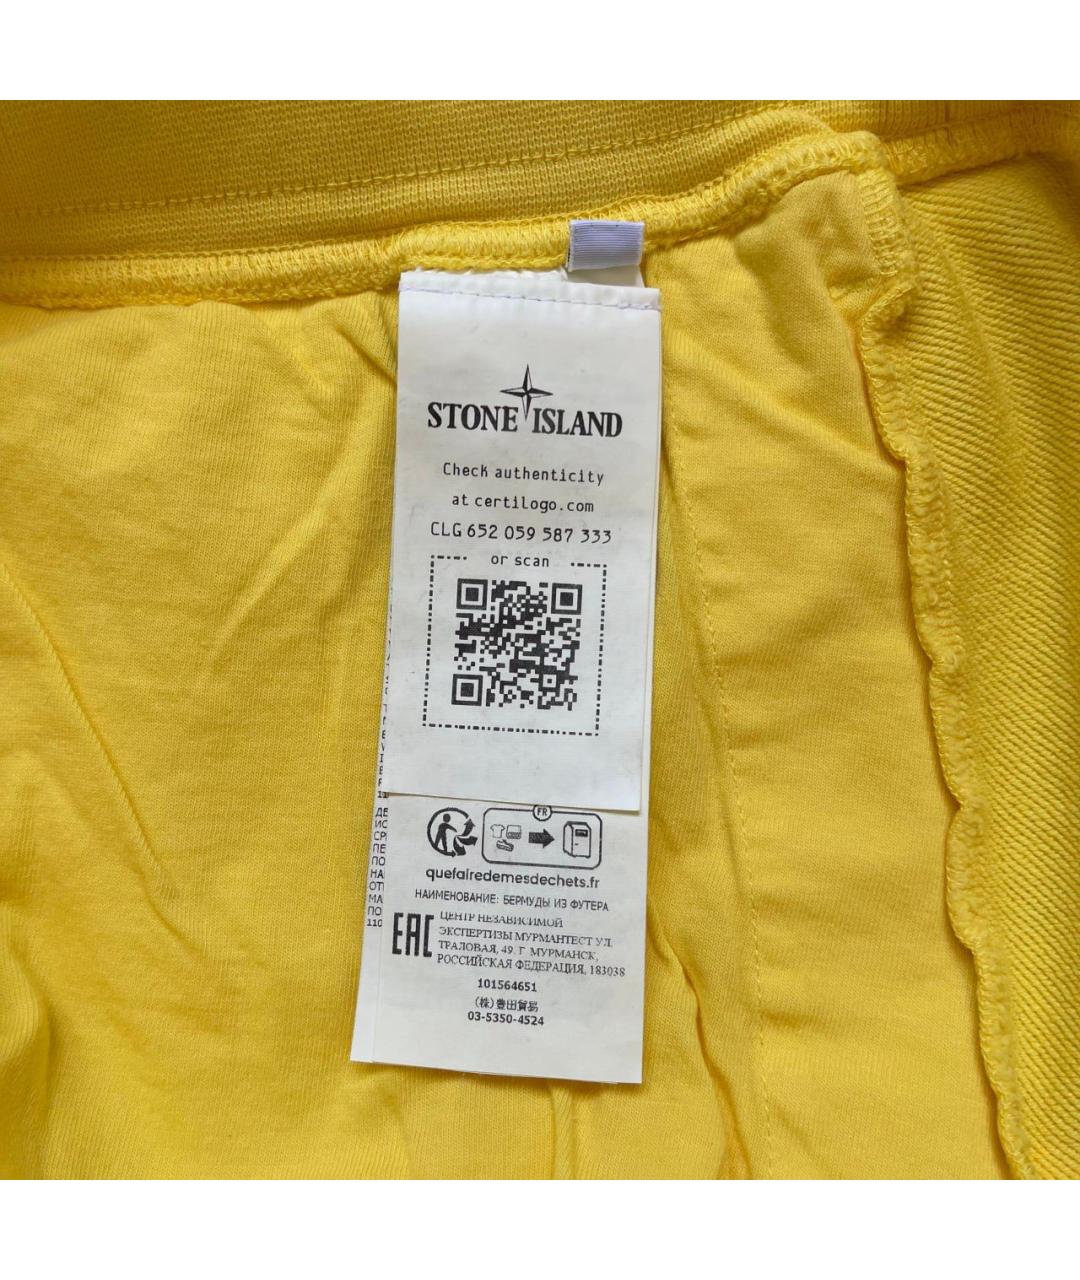 STONE ISLAND
Check authenticity
at certilogo.com
CLG 652 059 587 333
or scan
FR
quefairedemesdechets.fr
НАИМЕНОВАНИЕ: БЕРМУДЫ ИЗ ФУТЕРА
EAC
ЦЕНТР НЕЗАВИСИМОЙ
ЭКСПЕРТИЗЫ МУРМАНТЕСТ УЛ.
ТРАЛОВАЯ, 49, Г. МУРМАНСК,
РОССИЙСКАЯ ФЕДЕРАЦИЯ, 183038
101564651
(株)豊田貿易
03-5350-4524